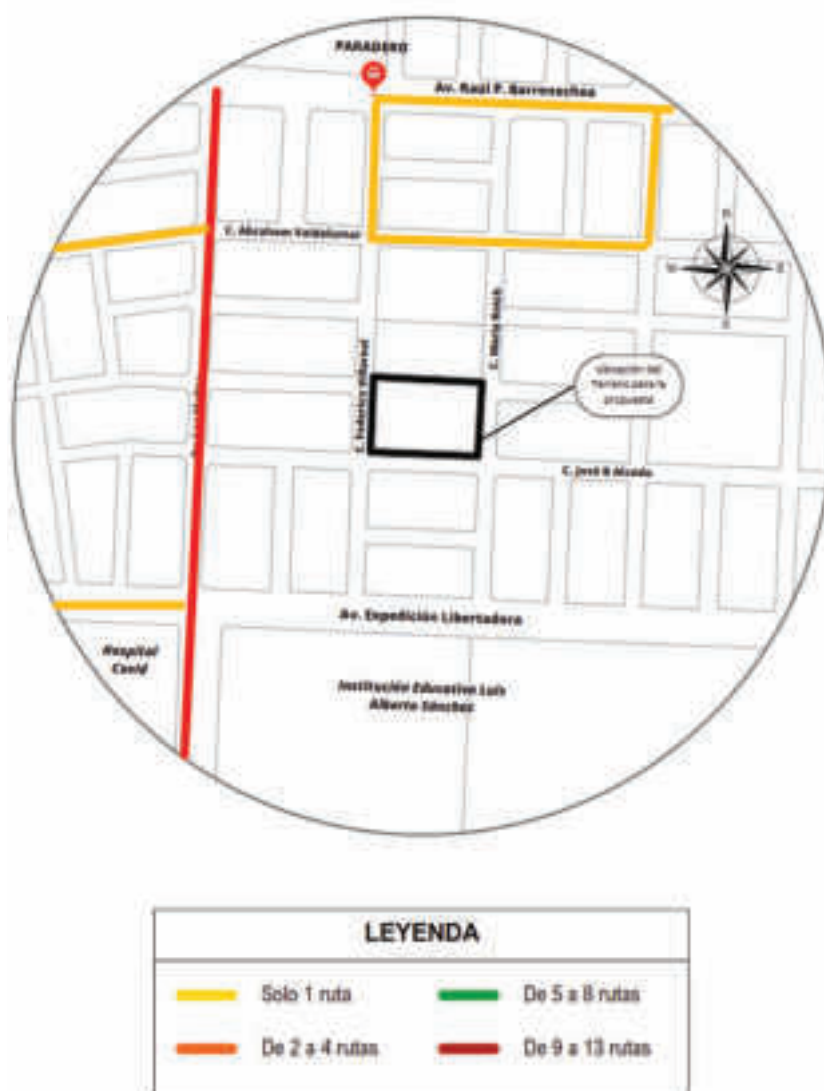 PARADERO
Av. Raúl P. Barrenechea
C. Abraham Valdelomar
N
C. María Reich
Ubicación del
Terreno para la
propuesta
C. Federico Villareal
C. José B Alcedo
Av. Expedición Libertadora
Hospital
Covid
Institución Educativa Luis
Alberto Sánchez
LEYENDA
Solo 1 ruta
De 5 a 8 rutas
De 2 a 4 rutas
De 9 a 13 rutas